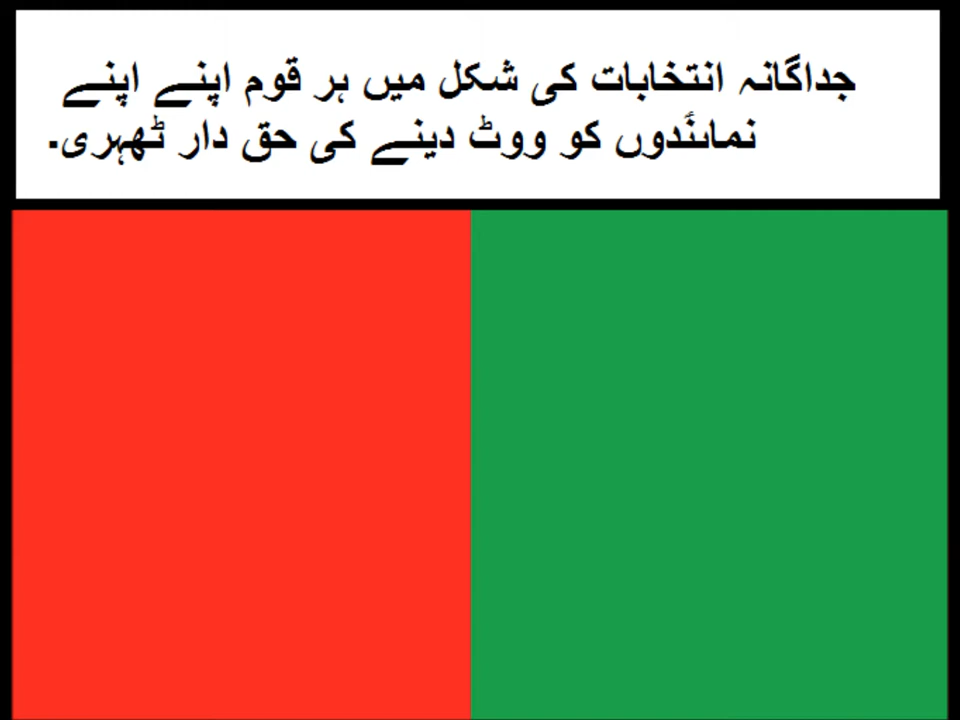 جداگانہ انتخابات کی شکل میں ہر قوم اپنے اپنے
نمائندوں کو ووٹ دینے کی حق دار ٹھہری۔